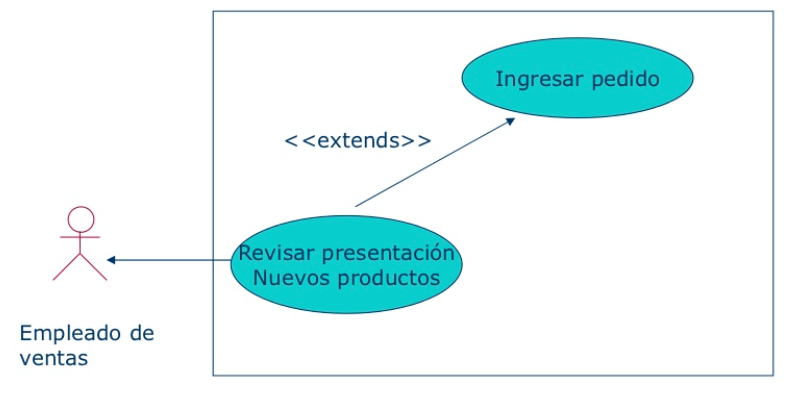 Ingresar pedido
<<extends>>
Revisar presentación
Nuevos productos
Empleado de
ventas